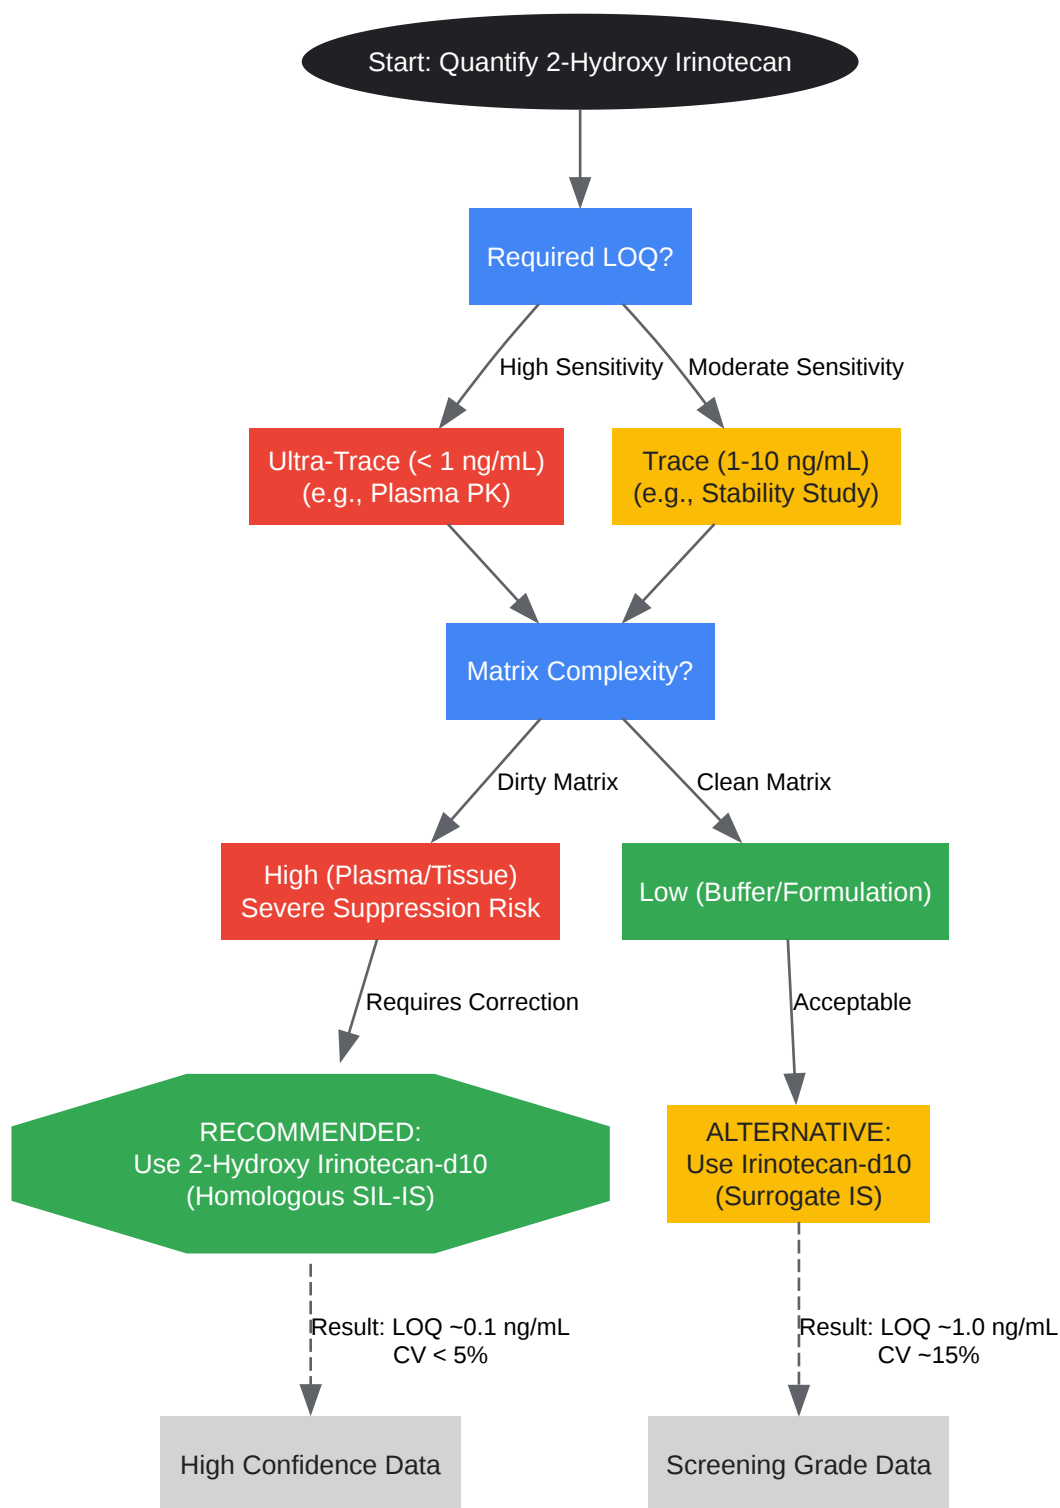 Start: Quantify 2-Hydroxy Irinotecan
Required LOQ?
High Sensitivity
Moderate Sensitivity
Ultra-Trace (< 1 ng/mL)
(e.g., Plasma PK)
Trace (1-10 ng/mL)
(e.g., Stability Study)
Matrix Complexity?
Dirty Matrix
Clean Matrix
High (Plasma/Tissue)
Severe Suppression Risk
Low (Buffer/Formulation)
Requires Correction
Acceptable
RECOMMENDED:
Use 2-Hydroxy Irinotecan-d10
(Homologous SIL-IS)
ALTERNATIVE:
Use Irinotecan-d10
(Surrogate IS)
Result: LOQ ~0.1 ng/mL
CV < 5%
Result: LOQ ~1.0 ng/mL
CV ~15%
High Confidence Data
Screening Grade Data